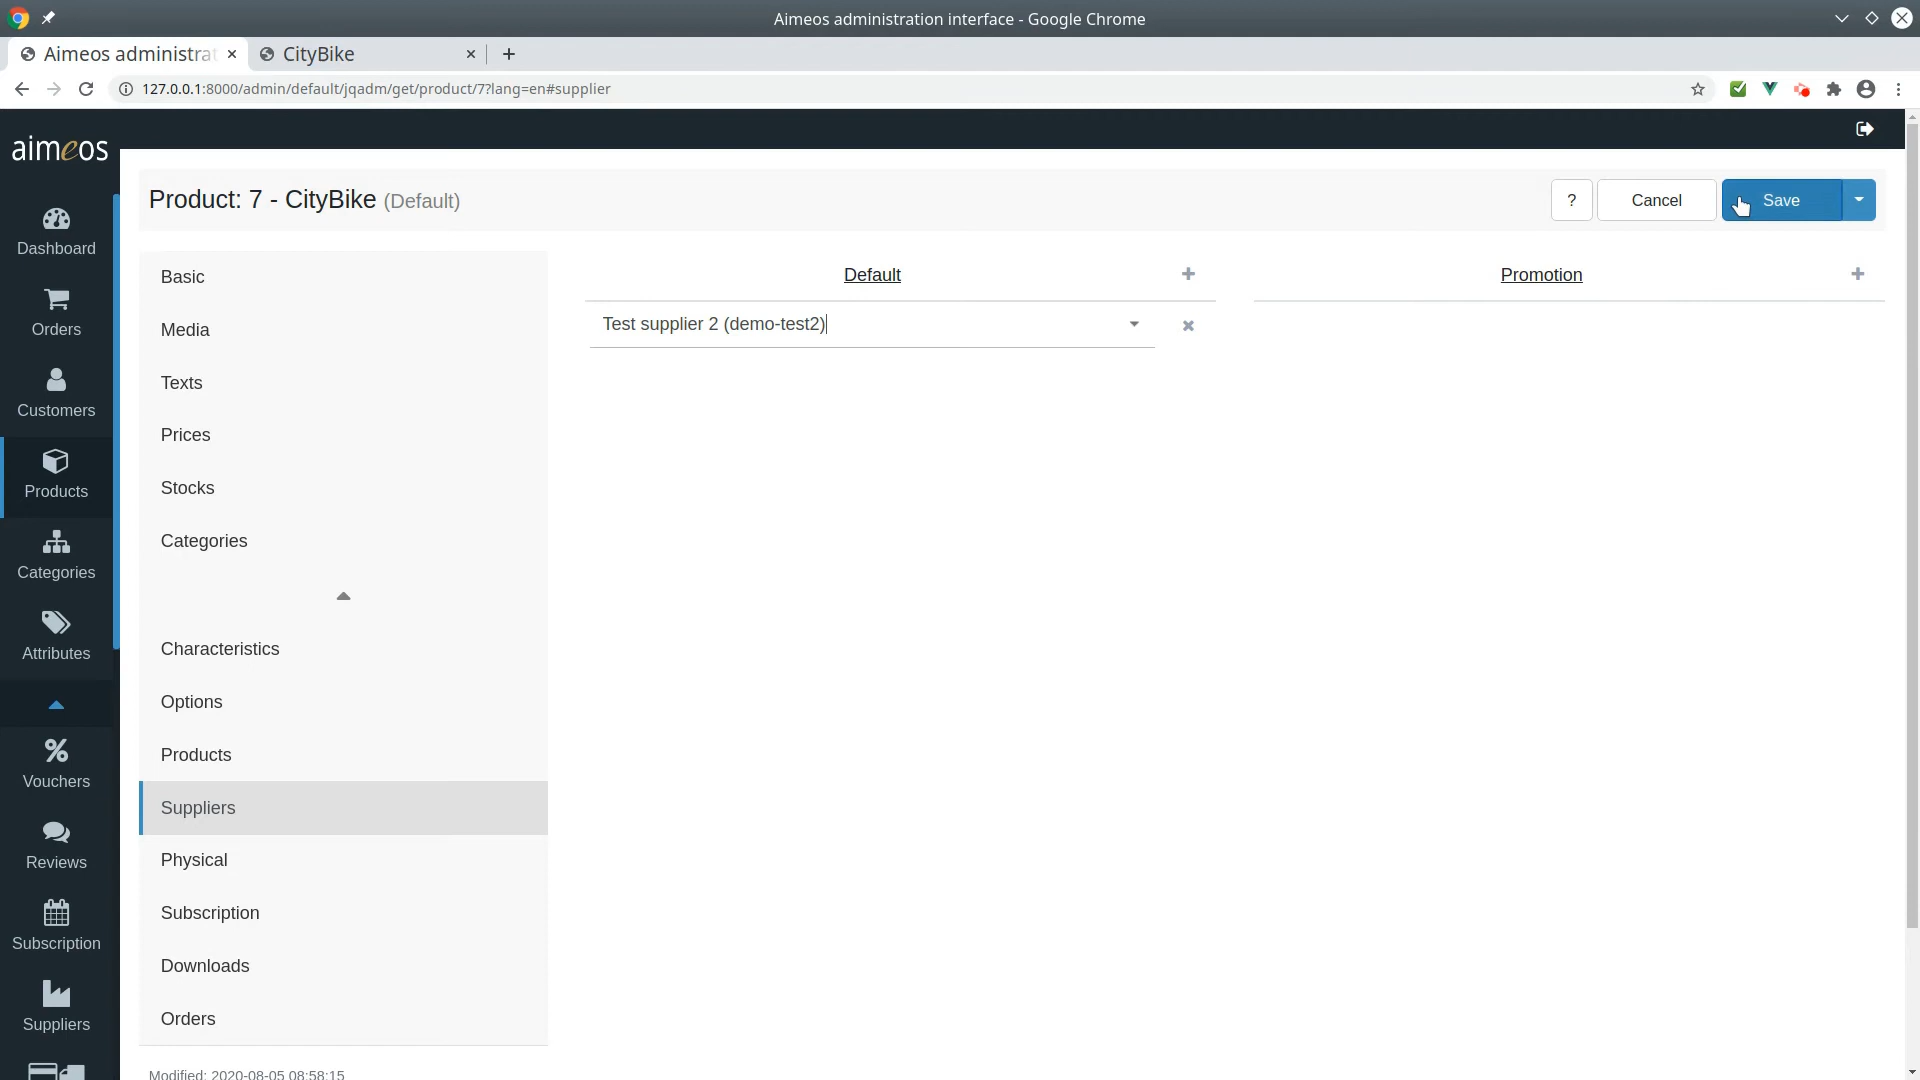 Aimeos administration interface - Google Chrome
Aimeos administrat
CityBike
127.0.0.1:8000/admin/default/jqadm/get/product/7?lang=en#supplier
aimeos
Product: 7 - CityBike (Default)
?
Cancel
Save
Dashboard
Orders
Customers
Products
Categories
Attributes
Vouchers
Reviews
Subscription
Suppliers
Basic
Media
Texts
Prices
Stocks
Categories
Characteristics
Options
Products
Suppliers
Physical
Subscription
Downloads
Orders
Default
Test supplier 2 (demo-test2)
Promotion
Modified: 2020-08-05 08:58:15